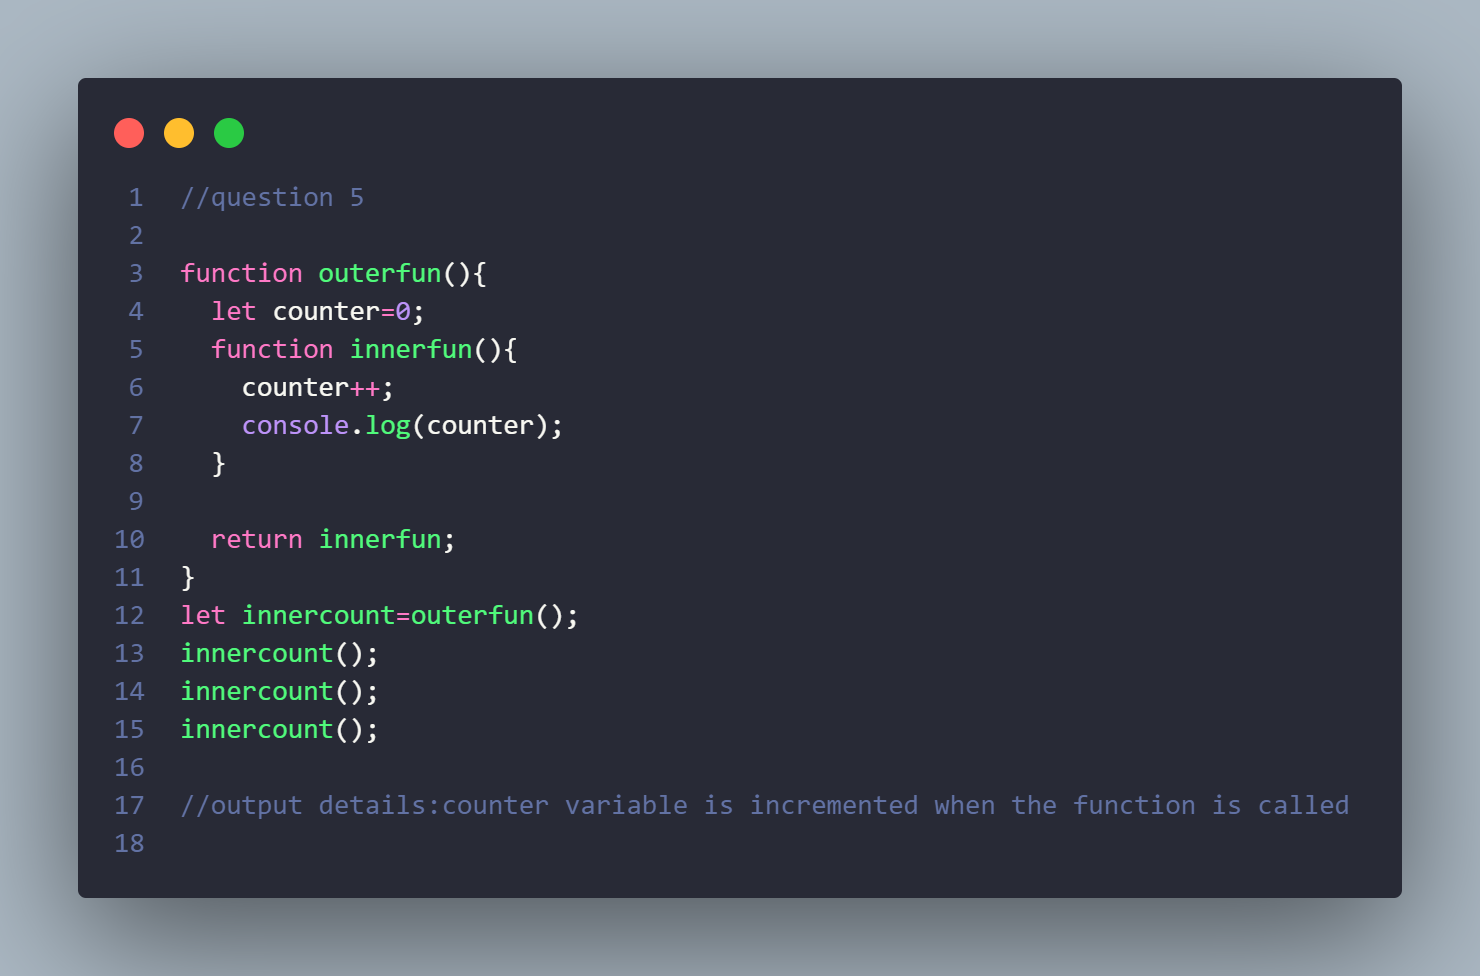 1 //question 5
2
3 function outerfun(){
4   let counter=0;
5   function innerfun(){
6     counter++;
7     console.log(counter);
8   }
9
10   return innerfun;
11 }
12 let innercount=outerfun();
13 innercount();
14 innercount();
15 innercount();
16
17 //output details:counter variable is incremented when the function is called
18